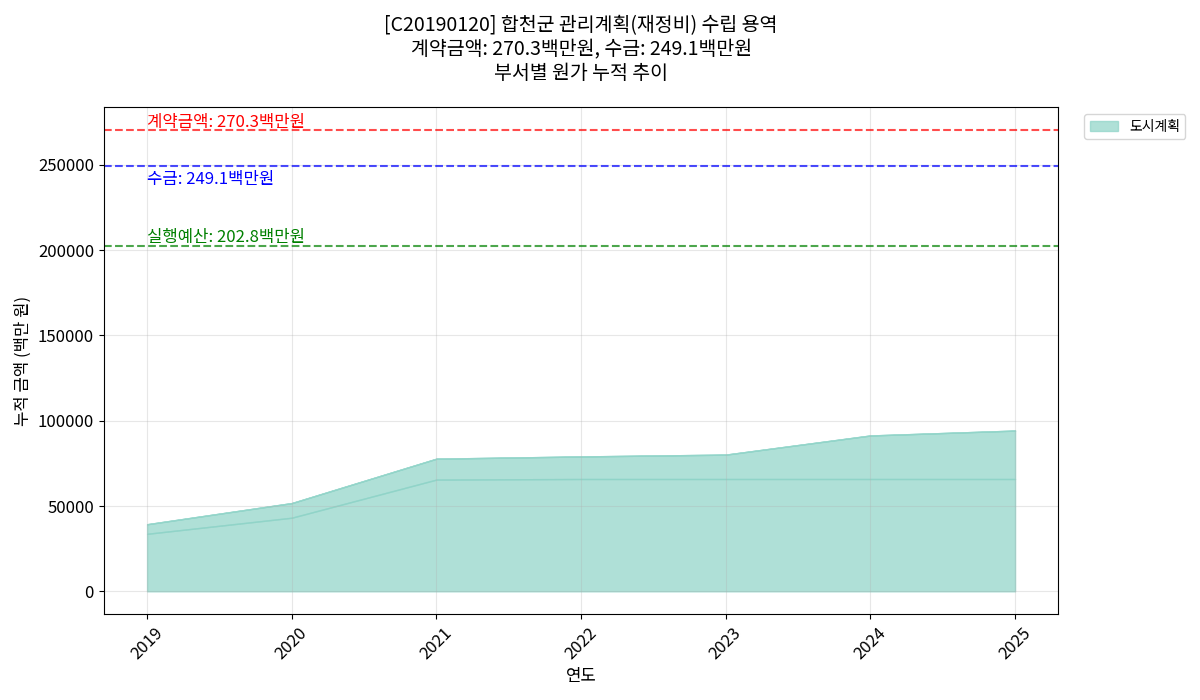 [C20190120] 합천군 관리계획(재정비) 수립 용역
계약금액: 270.3백만원, 수금: 249.1백만원
부서별 원가 누적 추이
계약금액: 270.3백만원
수금: 249.1백만원
실행예산: 202.8백만원
도시계획
누적 금액 (백만 원)
250000
200000
150000
100000
50000
0
2019
2020
2021
2022
2023
2024
2025
연도